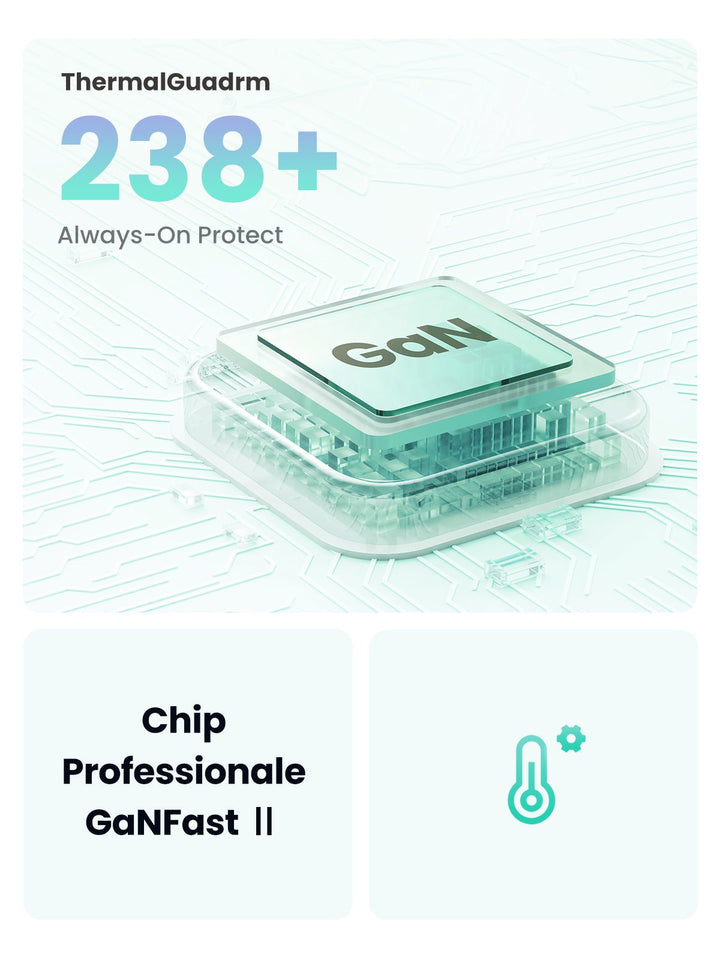 ThermalGuadrm
238+
Always-On Protect
GaN
Chip
Professionale
GaNFast II